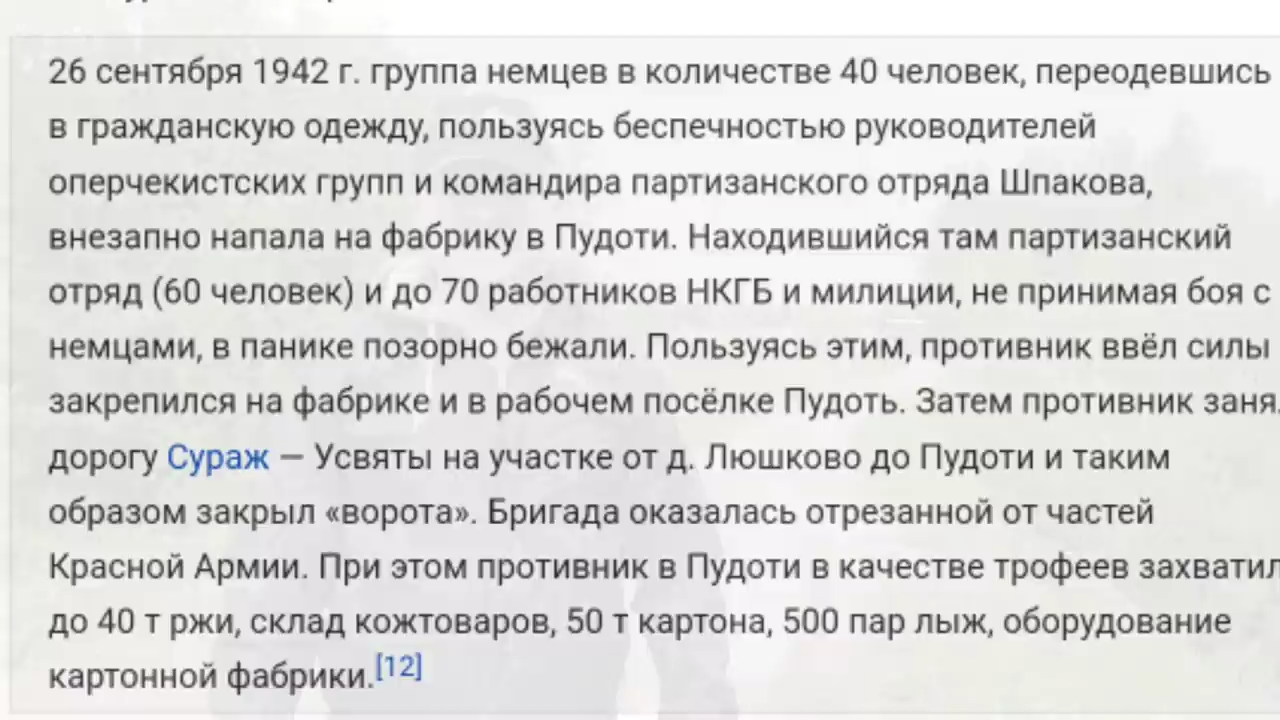 26 сентября 1942 г. группа немцев в количестве 40 человек, переодевшись
в гражданскую одежду, пользуясь беспечностью руководителей
оперчекистских групп и командира партизанского отряда Шпакова,
внезапно напала на фабрику в Пудоти. Находившийся там партизанский
отряд (60 человек) и до 70 работников НКГБ и милиции, не принимая боя с
немцами, в панике позорно бежали. Пользуясь этим, противник ввёл силы
закрепился на фабрике и в рабочем посёлке Пудоть. Затем противник заня
дорогу Сураж — Усвяты на участке от д. Люшково до Пудоти и таким
образом закрыл «ворота». Бригада оказалась отрезанной от частей
Красной Армии. При этом противник в Пудоти в качестве трофеев захватил
до 40 т ржи, склад кожтоваров, 50 т картона, 500 пар лыж, оборудование
картонной фабрики.[12]